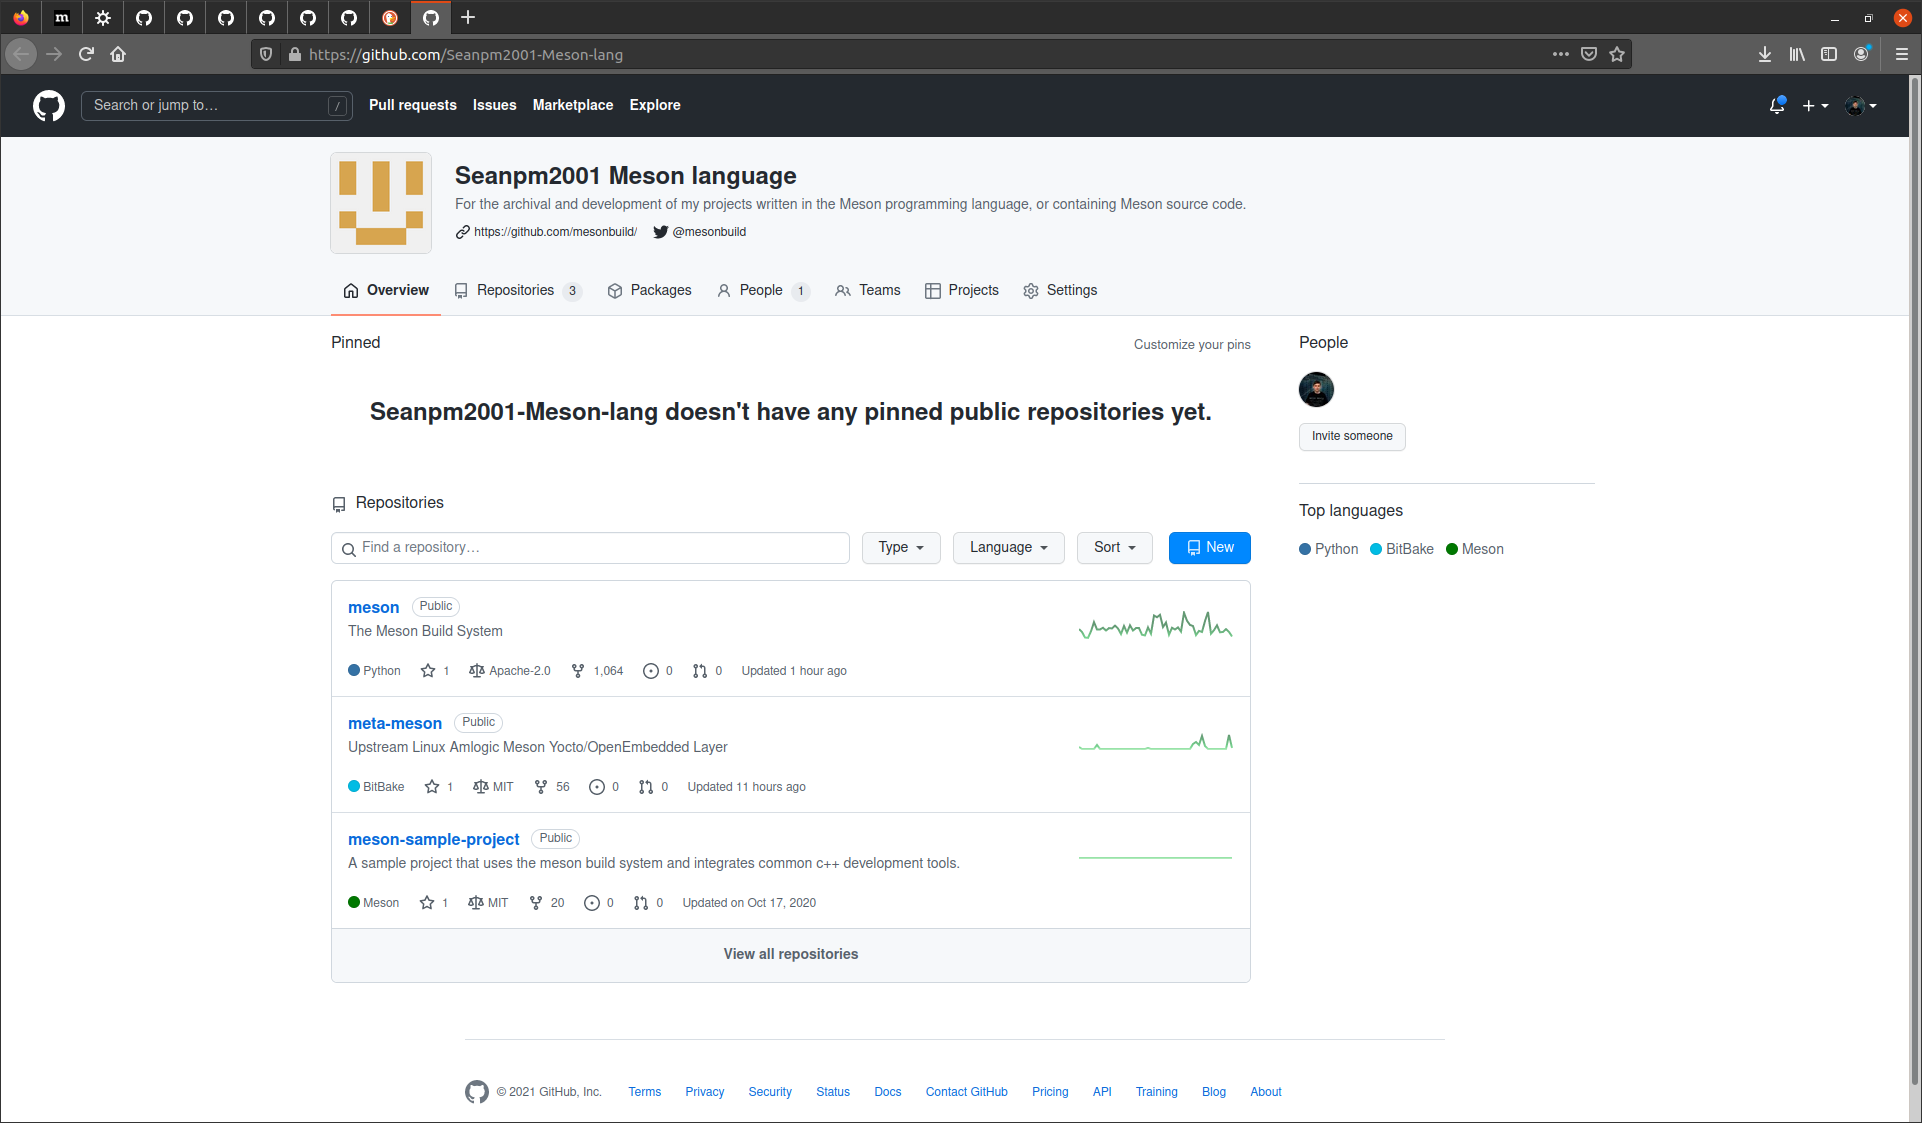 m
https://github.com/Seanpm2001-Meson-lang
Search or jump to… /
Pull requests Issues Marketplace Explore
Seanpm2001 Meson language
For the archival and development of my projects written in the Meson programming language, or containing Meson source code.
https://github.com/mesonbuild/ @mesonbuild
Overview Repositories 3 Packages People 1 Teams Projects Settings
Pinned Customize your pins
Seanpm2001-Meson-lang doesn't have any pinned public repositories yet.
People
Invite someone
Repositories
Find a repository… Type Language Sort New
Top languages
Python BitBake Meson
meson Public
The Meson Build System
Python 1 Apache-2.0 1,064 0 0 Updated 1 hour ago
meta-meson Public
Upstream Linux Amlogic Meson Yocto/OpenEmbedded Layer
BitBake 1 MIT 56 0 0 Updated 11 hours ago
meson-sample-project Public
A sample project that uses the meson build system and integrates common c++ development tools.
Meson 1 MIT 20 0 0 Updated on Oct 17, 2020
View all repositories
© 2021 GitHub, Inc. Terms Privacy Security Status Docs Contact GitHub Pricing API Training Blog About